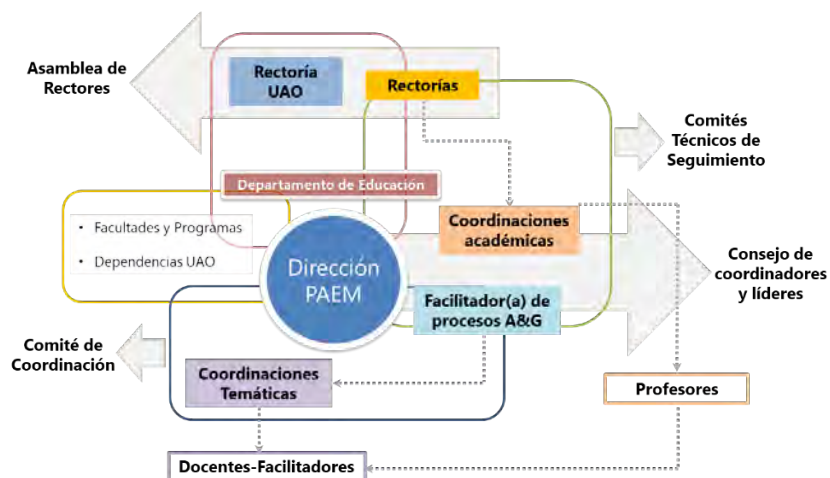 Asamblea de
Rectores
Rectoría
UAO
Rectorías
Comités
Técnicos de
Seguimiento
Departamento de Educación
• Facultades y Programas
• Dependencias UAO
Dirección
PAEM
Coordinaciones
académicas
Consejo de
coordinadores
y líderes
Facilitador(a) de
procesos A&G
Comité de
Coordinación
Coordinaciones
Temáticas
Profesores
Docentes-Facilitadores